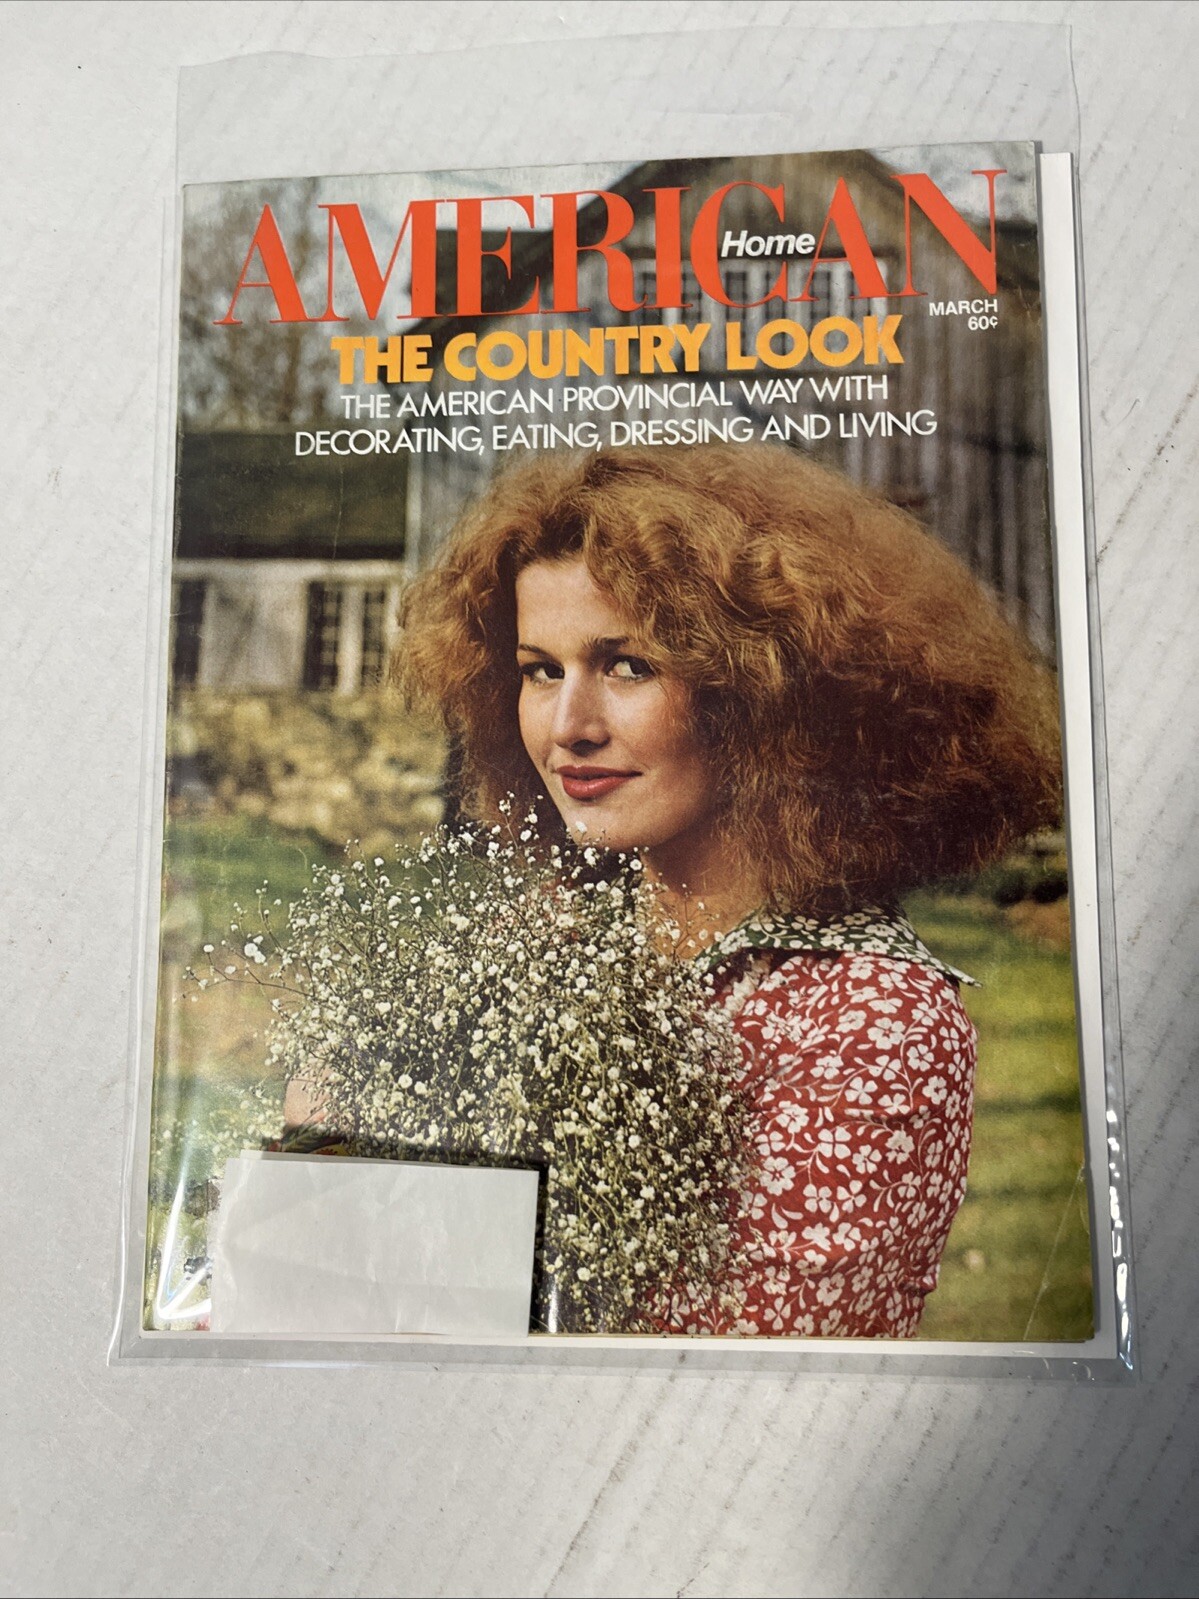 AMERICAN
Home
MARCH
60¢
THE COUNTRY LOOK
THE AMERICAN PROVINCIAL WAY WITH
DECORATING, EATING, DRESSING AND LIVING